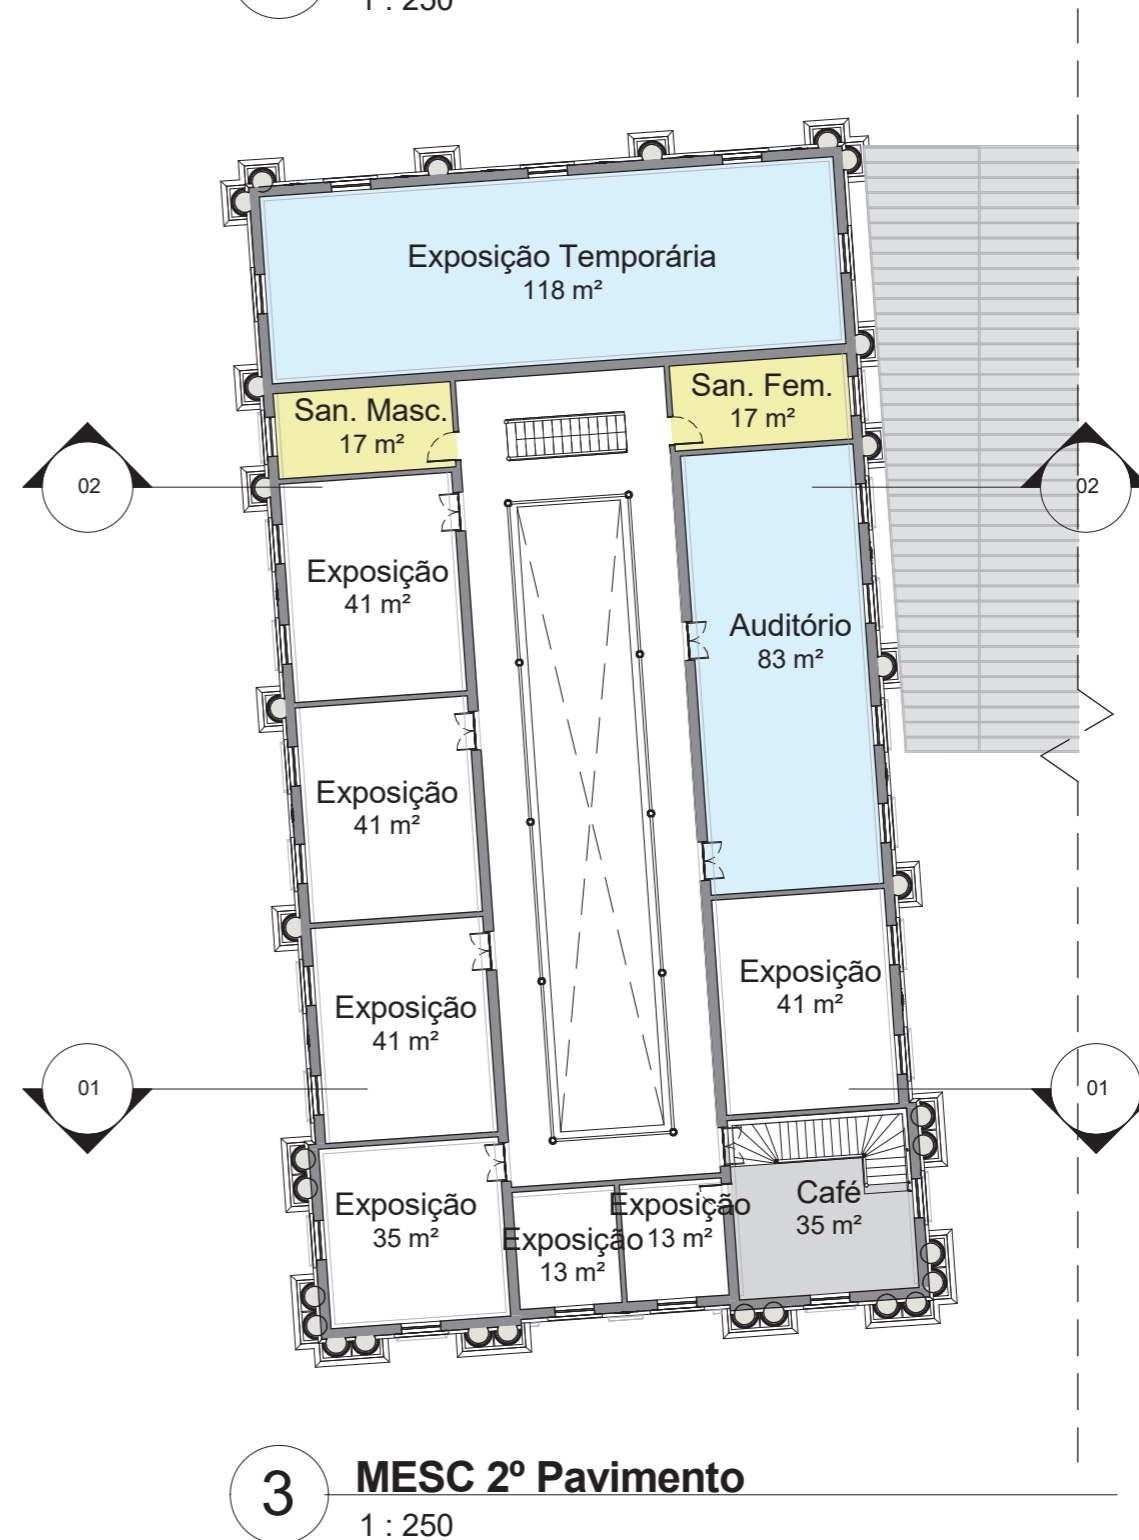 1 : 250
Exposição Temporária
118 m²
San. Masc.
17 m²
San. Fem.
17 m²
02
02
Exposição
41 m²
Auditório
83 m²
Exposição
41 m²
Exposição
41 m²
Exposição
41 m²
01
01
Exposição
35 m²
Exposição
13 m²
Exposição
13 m²
Café
35 m²
3
MESC 2º Pavimento
1 : 250